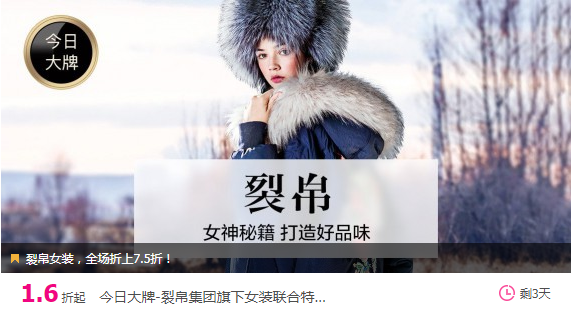 今日
大牌
裂帛
女神秘籍 打造好品味
裂帛女装，全场折上7.5折！
1.6折起 今日大牌-裂帛集团旗下女装联合特... 剩3天